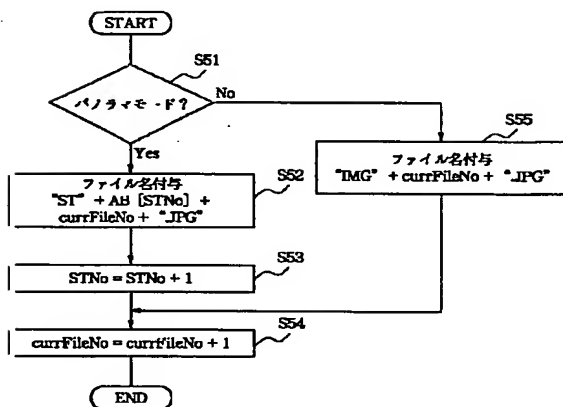 START
S51
パノラマモード?
No
Yes
S55
ファイル名付与
"IMG" + currFileNo + ".JPG"
S52
ファイル名付与
"ST" + AB [STNo] +
currFileNo + ".JPG"
S53
STNo = STNo + 1
S54
currFileNo = currFileNo + 1
END